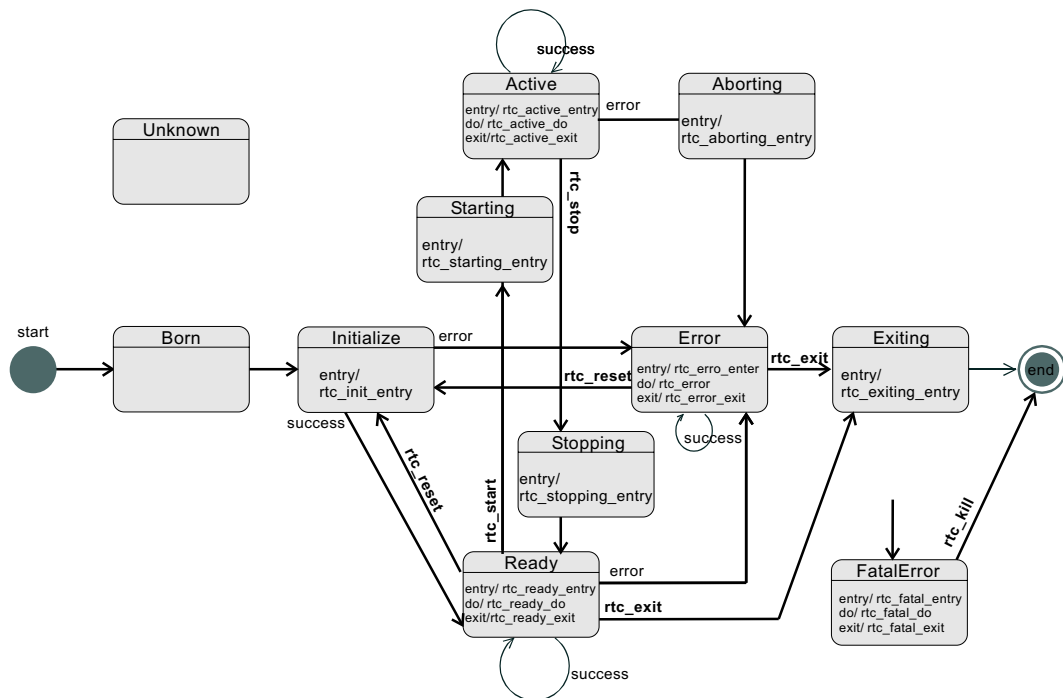 success
Active
entry/ rtc_active_entry
do/ rtc_active_do
exit/rtc_active_exit
error
Aborting
entry/
rtc_aborting_entry
Unknown
rtc_stop
Starting
entry/
rtc_starting_entry
start
Born
Initialize
entry/
rtc_init_entry
error
Error
entry/ rtc_erro_enter
do/ rtc_error
exit/ rtc_error_exit
rtc_exit
Exiting
entry/
rtc_exiting_entry
end
rtc_reset
success
success
Stopping
entry/
rtc_stopping_entry
rtc_reset
rtc_start
rtc_kill
Ready
entry/ rtc_ready_entry
do/ rtc_ready_do
exit/rtc_ready_exit
error
rtc_exit
FatalError
entry/ rtc_fatal_entry
do/ rtc_fatal_do
exit/ rtc_fatal_exit
success